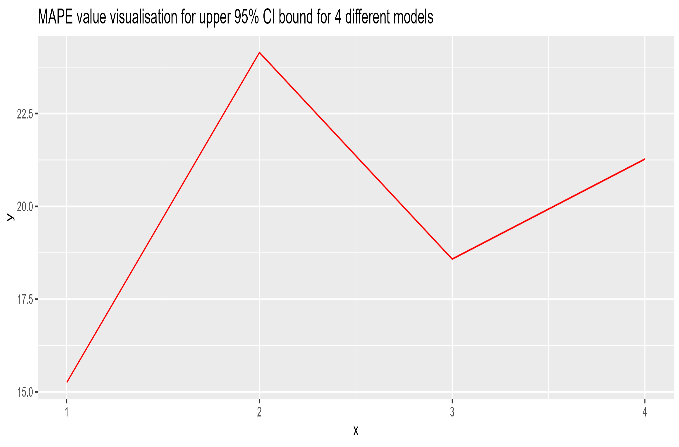 MAPE value visualisation for upper 95% CI bound for 4 different models
22.5
20.0
17.5
15.0
y
1 2 3 4
x